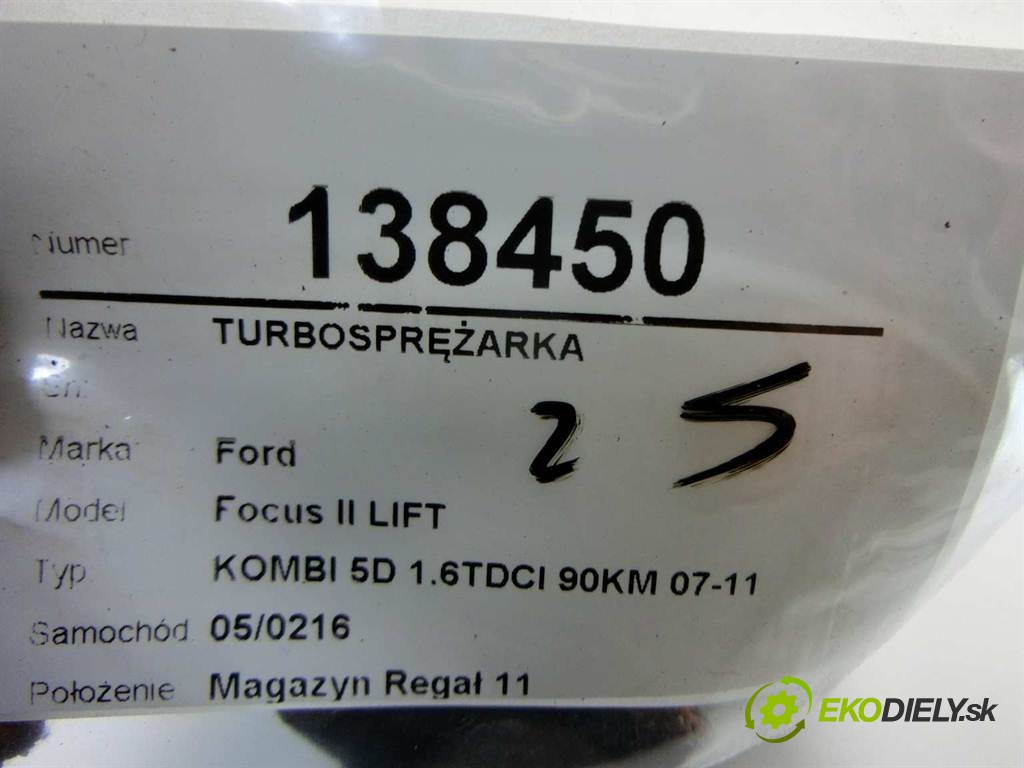 Numer 138450
Nazwa TURBOSPRĘŻARKA
2 5
Marka Ford
Model Focus II LIFT
Typ KOMBI 5D 1.6TDCI 90KM 07-11
Samochód 05/0216
Położenie Magazyn Regał 11
EKODIELY.sk